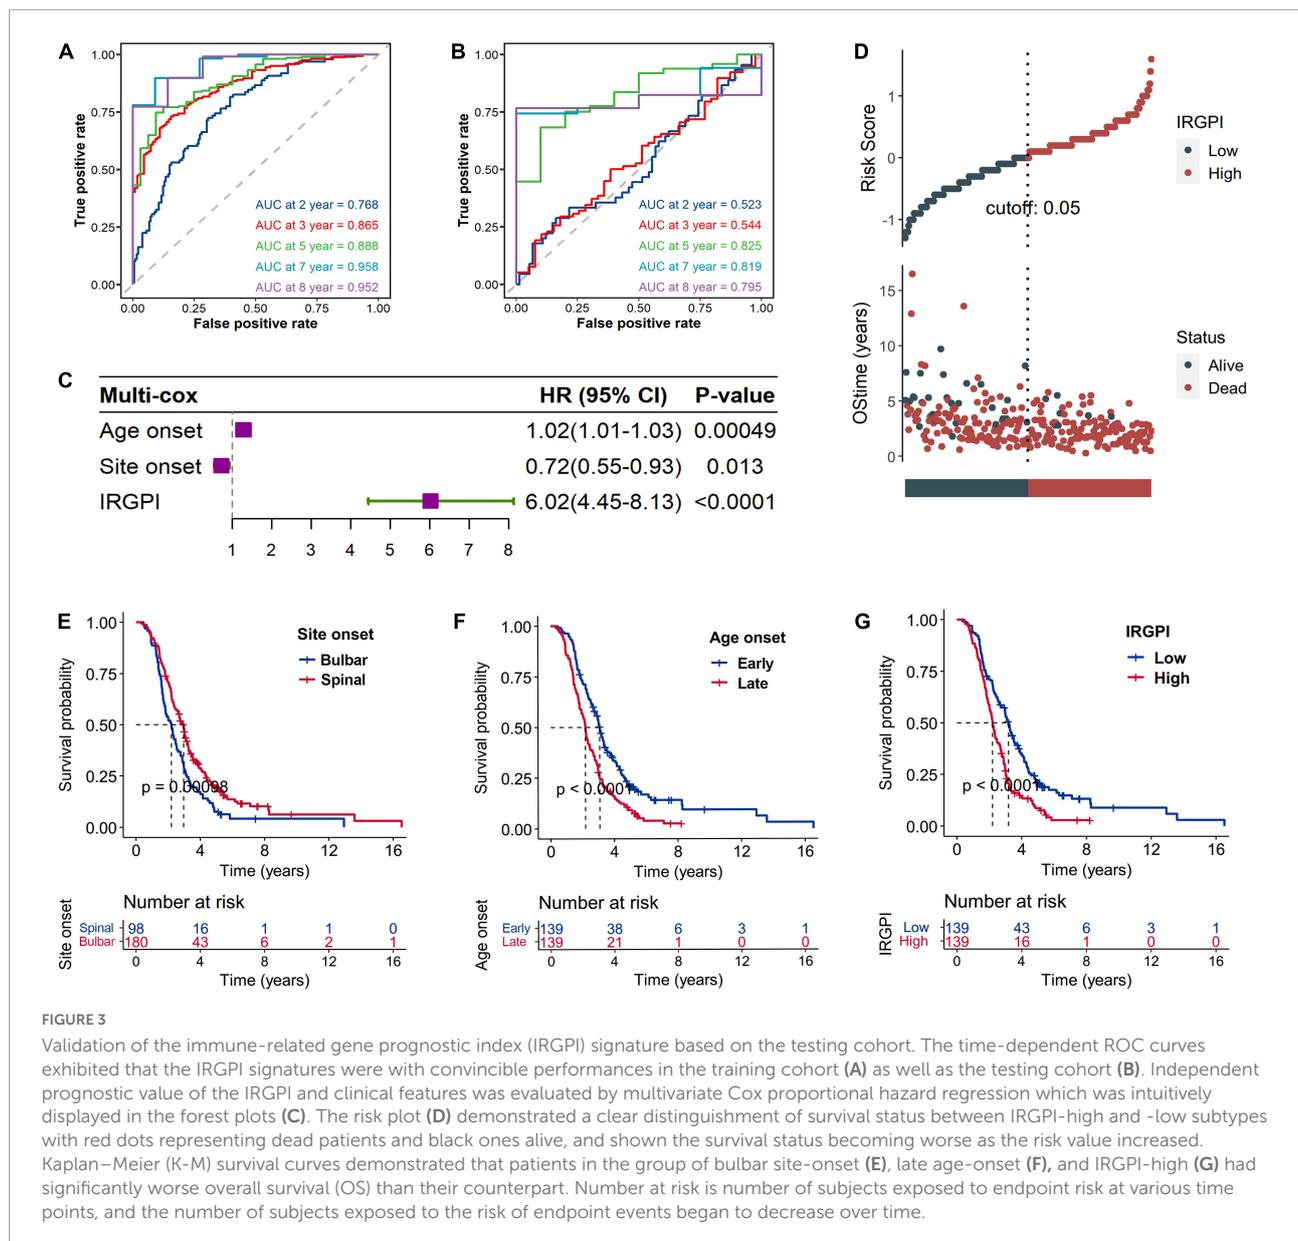 A
1.00
0.75
0.50
0.25
0.00
True positive rate
AUC at 2 year = 0.768
AUC at 3 year = 0.865
AUC at 5 year = 0.888
AUC at 7 year = 0.958
AUC at 8 year = 0.952
0.00 0.25 0.50 0.75 1.00
False positive rate
B
1.00
0.75
0.50
0.25
0.00
True positive rate
AUC at 2 year = 0.523
AUC at 3 year = 0.544
AUC at 5 year = 0.825
AUC at 7 year = 0.819
AUC at 8 year = 0.795
0.00 0.25 0.50 0.75 1.00
False positive rate
C
Multi-cox HR (95% CI) P-value
Age onset 1.02(1.01-1.03) 0.00049
Site onset 0.72(0.55-0.93) 0.013
IRGPI 6.02(4.45-8.13) <0.0001
1 2 3 4 5 6 7 8
D
1
0
-1
Risk Score
cutoff: 0.05
IRGPI
Low
High
15
10
5
0
OStime (years)
Status
Alive
Dead
E
1.00
0.75
0.50
0.25
0.00
Survival probability
Site onset
Bulbar
Spinal
p = 0.00098
0 4 8 12 16
Time (years)
Number at risk
Site onset
Spinal 98 16 1 1 0
Bulbar 180 43 6 2 1
0 4 8 12 16
Time (years)
F
1.00
0.75
0.50
0.25
0.00
Survival probability
Age onset
Early
Late
p < 0.0001
0 4 8 12 16
Time (years)
Number at risk
Age onset
Early 139 38 6 3 1
Late 139 21 1 0 0
0 4 8 12 16
Time (years)
G
1.00
0.75
0.50
0.25
0.00
Survival probability
IRGPI
Low
High
p < 0.0001
0 4 8 12 16
Time (years)
Number at risk
IRGPI
Low 139 43 6 3 1
High 139 16 1 0 0
0 4 8 12 16
Time (years)
FIGURE 3
Validation of the immune-related gene prognostic index (IRGPI) signature based on the testing cohort. The time-dependent ROC curves
exhibited that the IRGPI signatures were with convincible performances in the training cohort (A) as well as the testing cohort (B). Independent
prognostic value of the IRGPI and clinical features was evaluated by multivariate Cox proportional hazard regression which was intuitively
displayed in the forest plots (C). The risk plot (D) demonstrated a clear distinguishment of survival status between IRGPI-high and -low subtypes
with red dots representing dead patients and black ones alive, and shown the survival status becoming worse as the risk value increased.
Kaplan–Meier (K-M) survival curves demonstrated that patients in the group of bulbar site-onset (E), late age-onset (F), and IRGPI-high (G) had
significantly worse overall survival (OS) than their counterpart. Number at risk is number of subjects exposed to endpoint risk at various time
points, and the number of subjects exposed to the risk of endpoint events began to decrease over time.